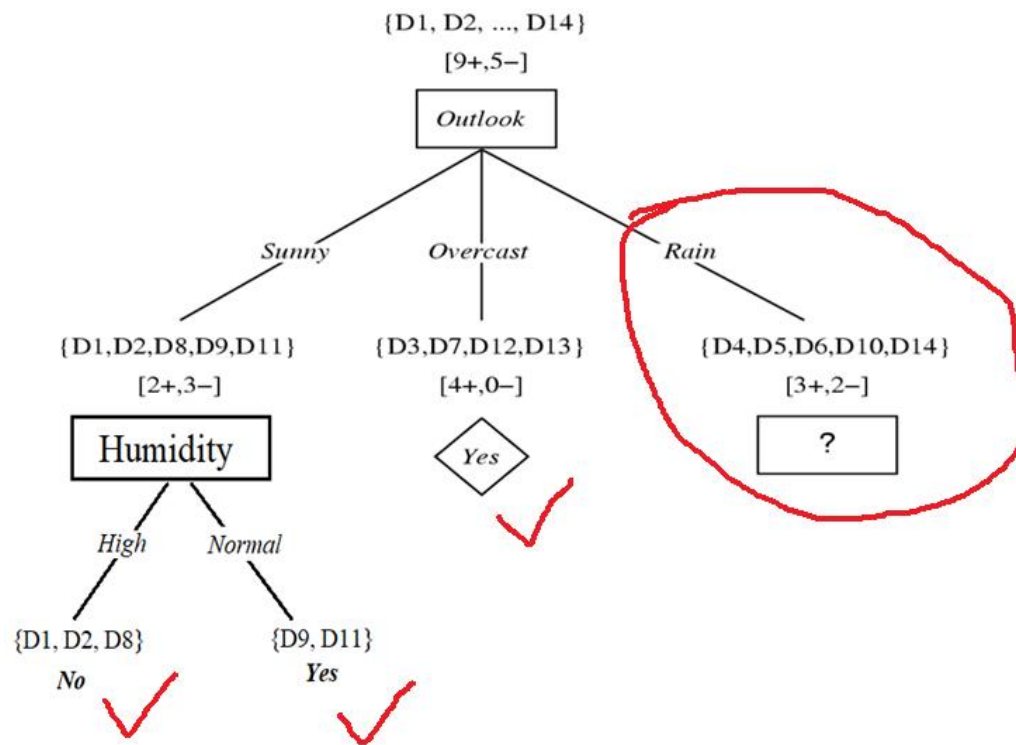 {D1, D2, ..., D14}
[9+,5−]
Outlook
Sunny
Overcast
Rain
{D1,D2,D8,D9,D11}
{D3,D7,D12,D13}
{D4,D5,D6,D10,D14}
[2+,3−]
[4+,0−]
[3+,2−]
Humidity
Yes
?
High
Normal
{D1, D2, D8}
{D9, D11}
No
Yes